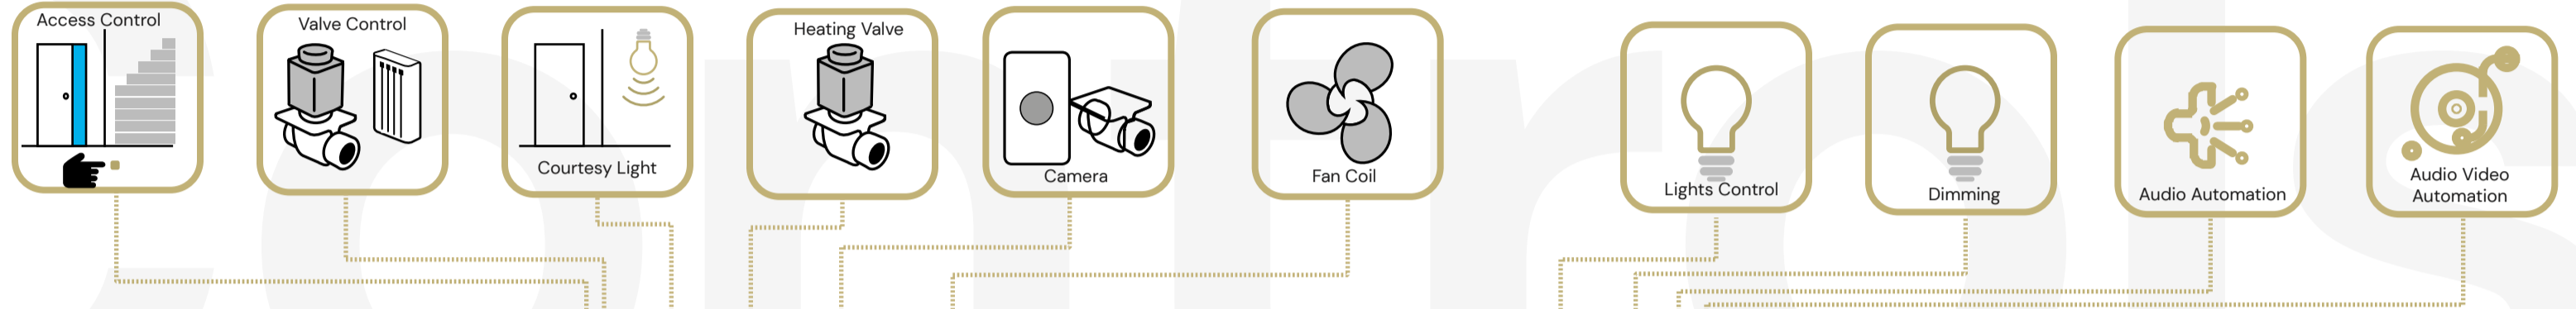 Access Control
Valve Control
Courtesy Light
Heating Valve
Camera
Fan Coil
Lights Control
Dimming
Audio Automation
Audio Video
Automation